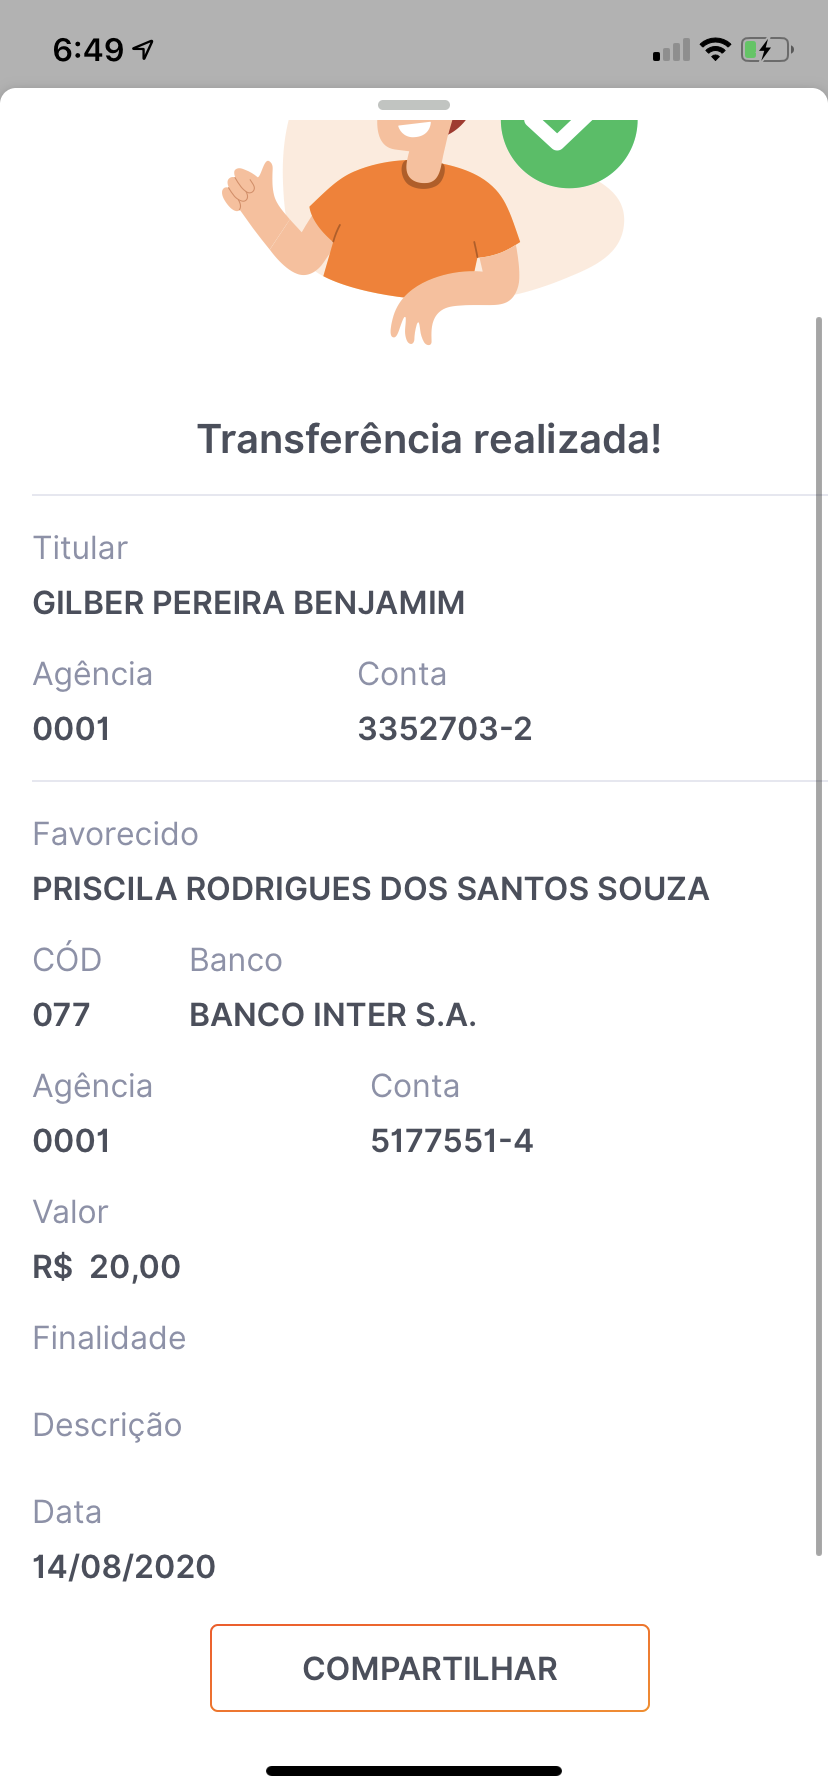 6:49
Transferência realizada!
Titular
GILBER PEREIRA BENJAMIM
Agência Conta
0001 3352703-2
Favorecido
PRISCILA RODRIGUES DOS SANTOS SOUZA
CÓD Banco
077 BANCO INTER S.A.
Agência Conta
0001 5177551-4
Valor
R$ 20,00
Finalidade
Descrição
Data
14/08/2020
COMPARTILHAR